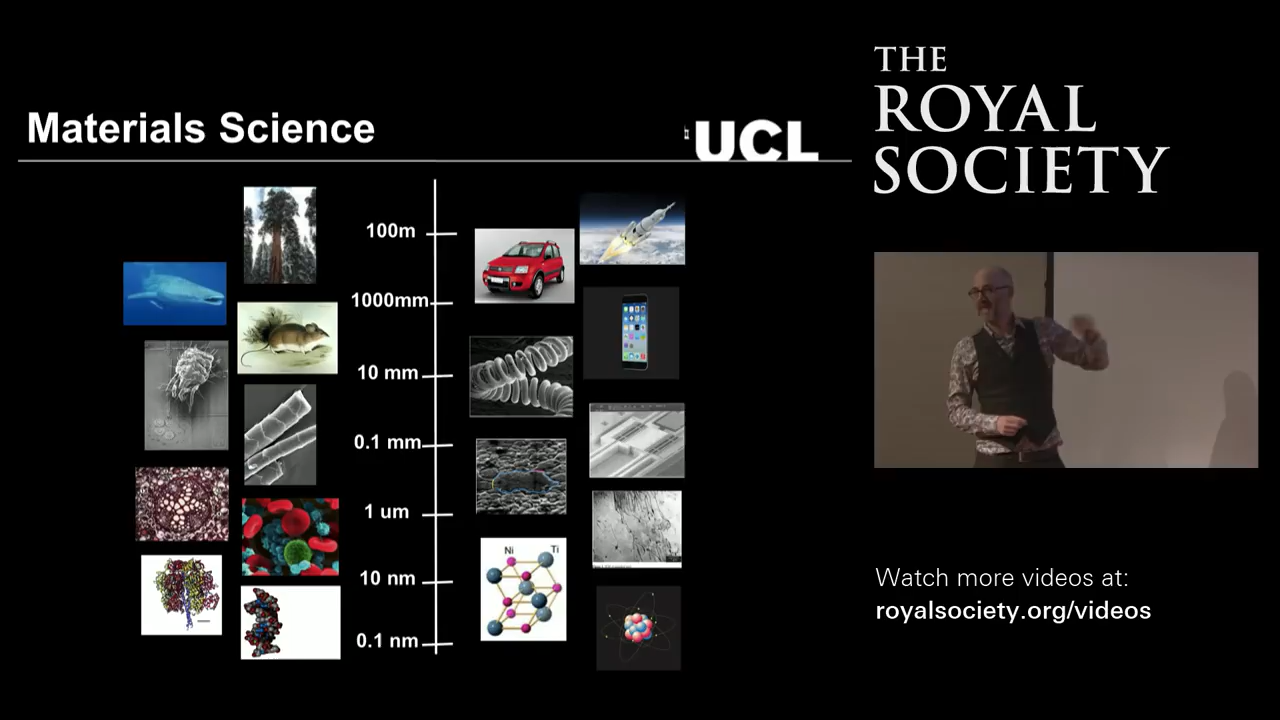 Materials Science
UCL
100m
1000mm
10 mm
0.1 mm
1 um
10 nm
0.1 nm
Ni
Ti
THE
ROYAL
SOCIETY
Watch more videos at:
royalsociety.org/videos